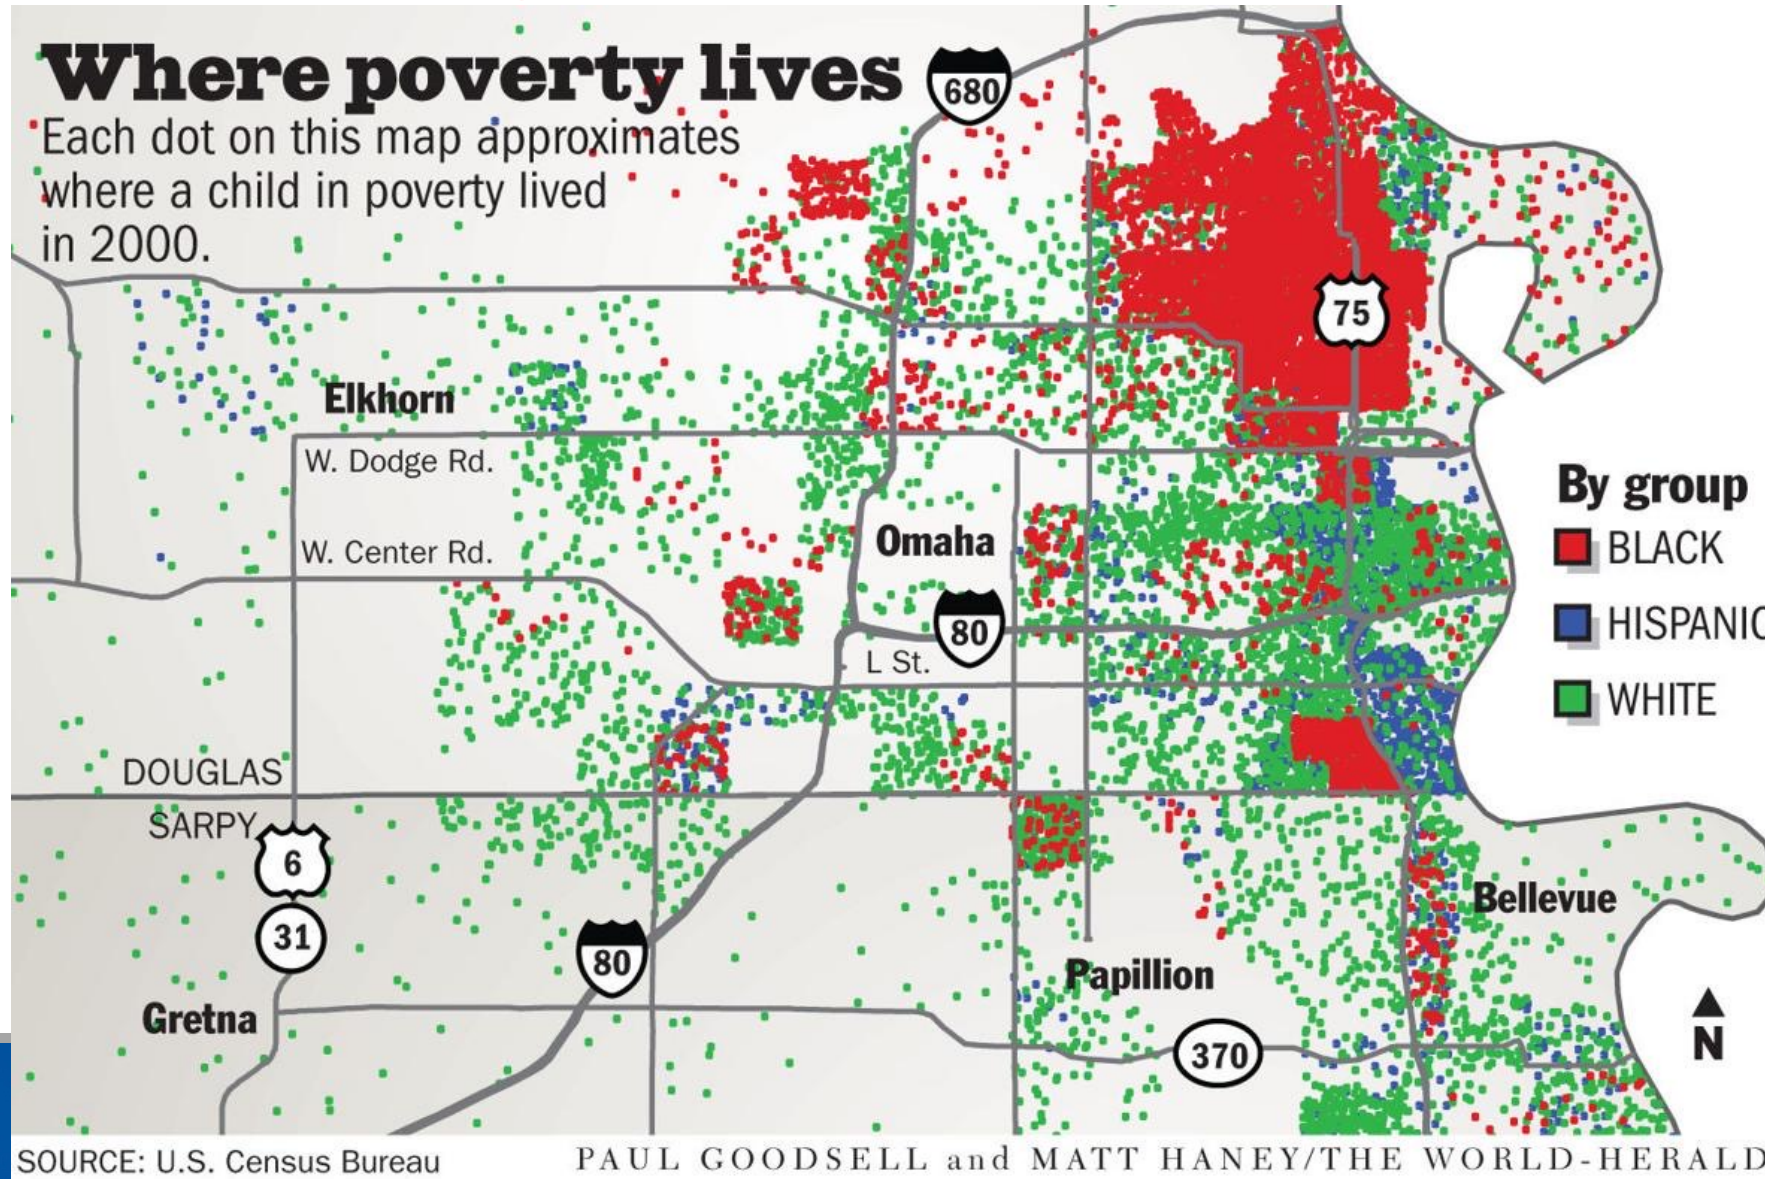 Where poverty lives
Each dot on this map approximates
where a child in poverty lived
in 2000.
680
75
Elkhorn
W. Dodge Rd.
By group
BLACK
HISPANIC
WHITE
W. Center Rd.
Omaha
80
L St.
DOUGLAS
SARPY
6
31
80
Bellevue
Papillion
Gretna
370
N
SOURCE: U.S. Census Bureau
PAUL GOODSELL and MATT HANEY/THE WORLD-HERALD